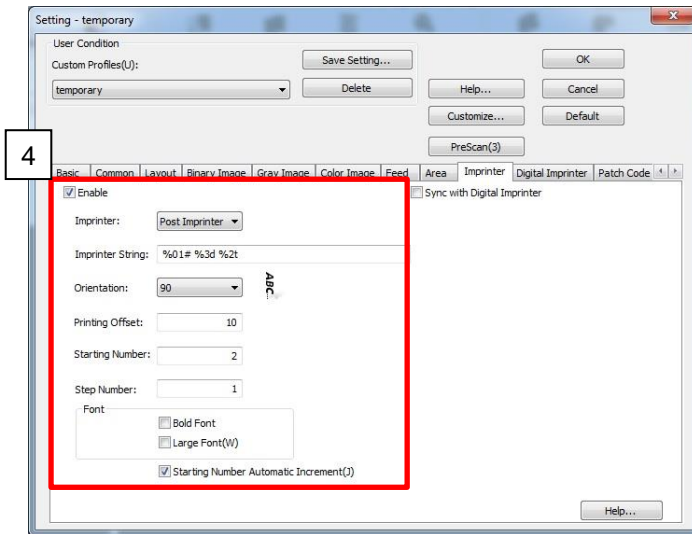 Setting - temporary
User Condition
Custom Profiles(U):
Save Setting...
OK
temporary
Delete
Help...
Cancel
Customize...
Default
PreScan(3)
4
Basic Common Layout Binary Image Gray Image Color Image Feed Area Imprinter Digital Imprinter Patch Code
Enable
Sync with Digital Imprinter
Imprinter: Post Imprinter
Imprinter String: %01# %3d %2t
Orientation: 90
ABC
Printing Offset: 10
Starting Number: 2
Step Number: 1
Font
Bold Font
Large Font(W)
Starting Number Automatic Increment(J)
Help...